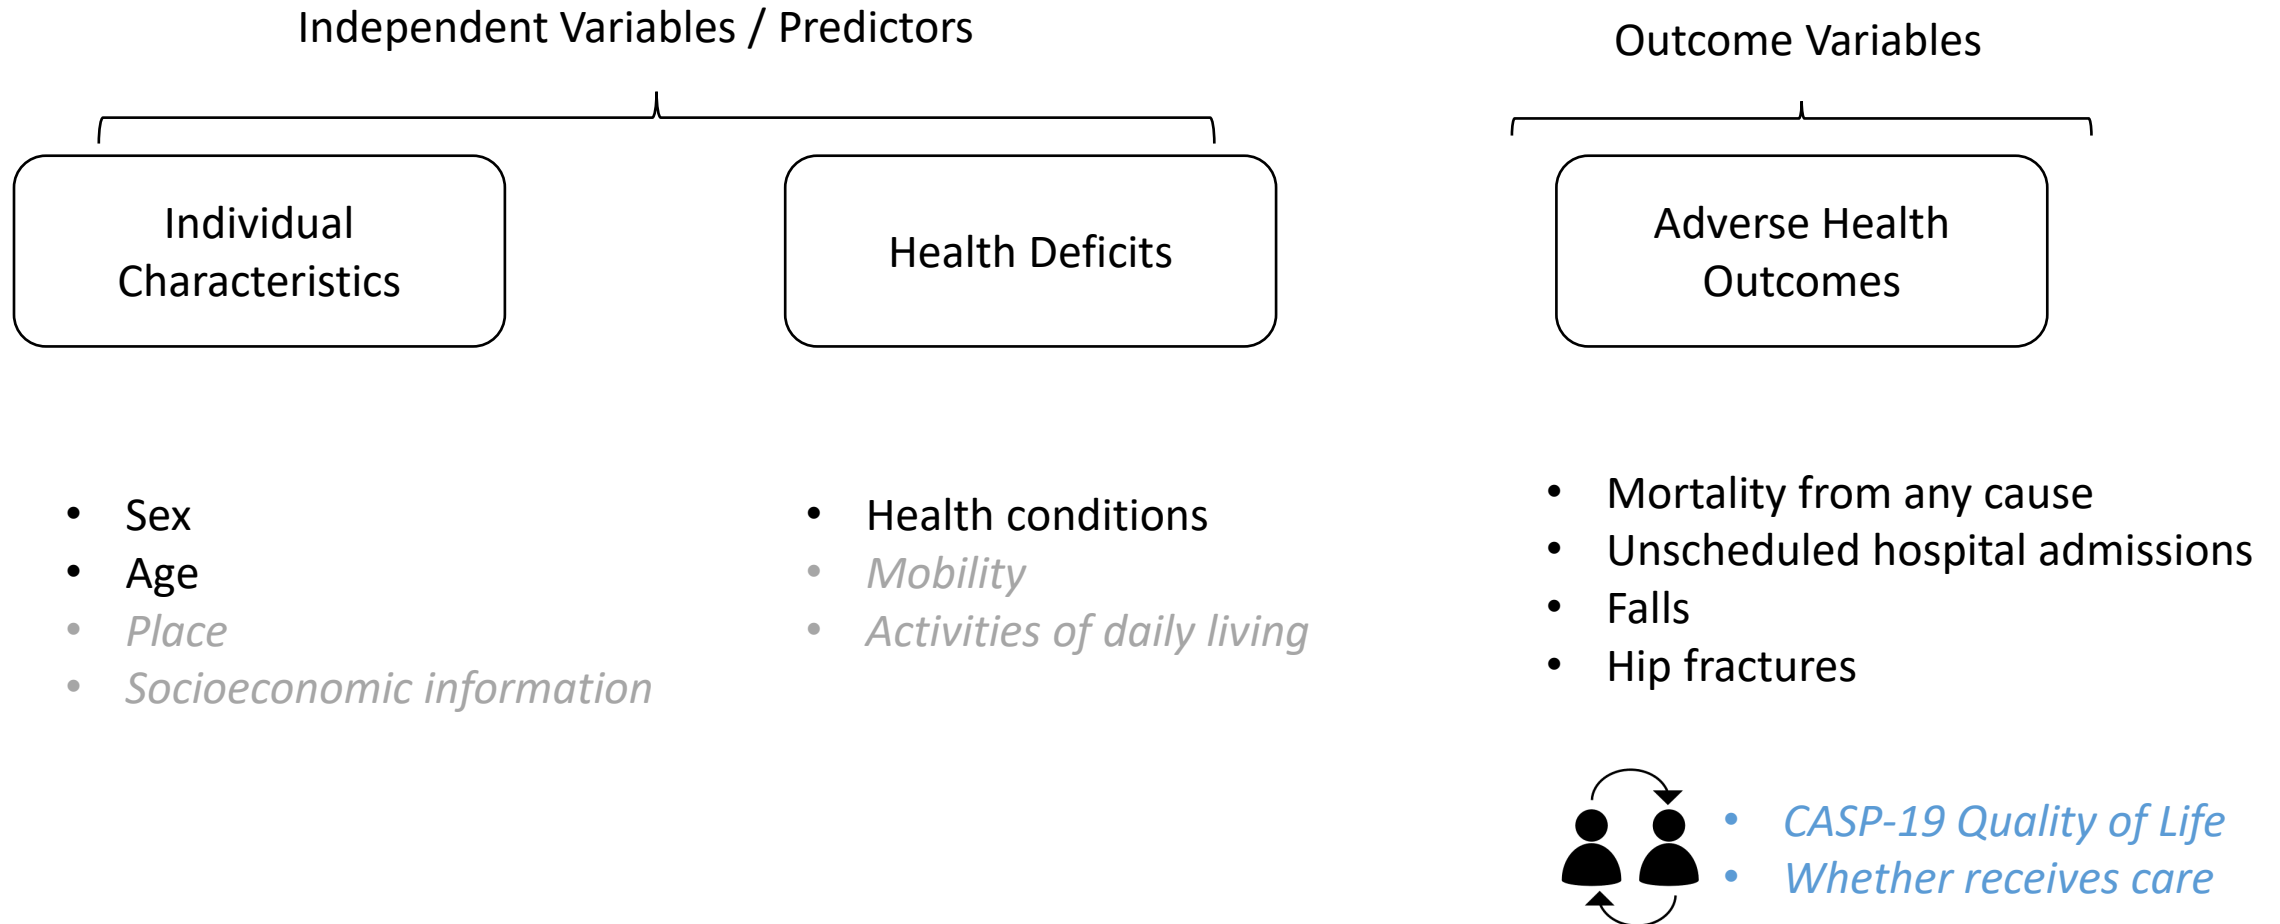 Independent Variables / Predictors
Outcome Variables
Individual
Characteristics
Health Deficits
Adverse Health
Outcomes
• Sex
• Age
• Place
• Socioeconomic information
• Health conditions
• Mobility
• Activities of daily living
• Mortality from any cause
• Unscheduled hospital admissions
• Falls
• Hip fractures
• CASP-19 Quality of Life
• Whether receives care